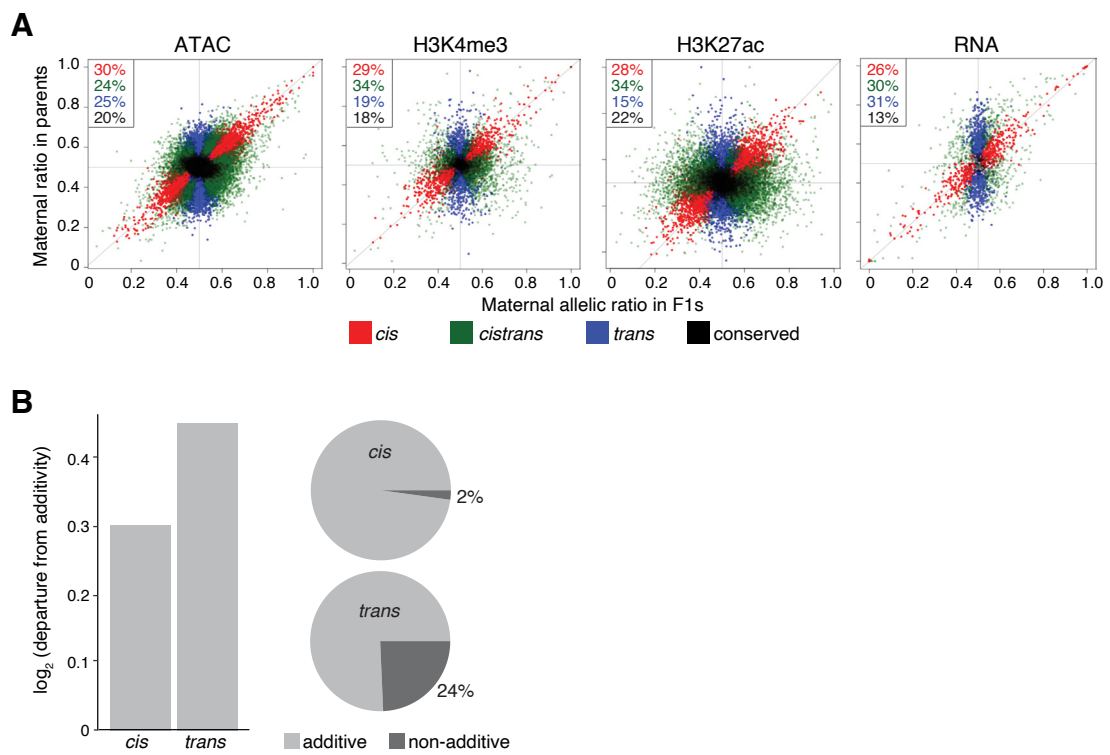 A
ATAC
H3K4me3
H3K27ac
RNA
Maternal ratio in parents
1.0
0.8
0.6
0.4
0.2
0
30%
24%
25%
20%
29%
34%
19%
18%
28%
34%
15%
22%
26%
30%
31%
13%
0 0.2 0.4 0.6 0.8 1.0
0 0.2 0.4 0.6 0.8 1.0
0 0.2 0.4 0.6 0.8 1.0
0 0.2 0.4 0.6 0.8 1.0
Maternal allelic ratio in F1s
cis cistrans trans conserved
B
log2 (departure from additivity)
0.4
0.3
0.2
0.1
0
cis trans
cis
2%
trans
24%
additive non-additive